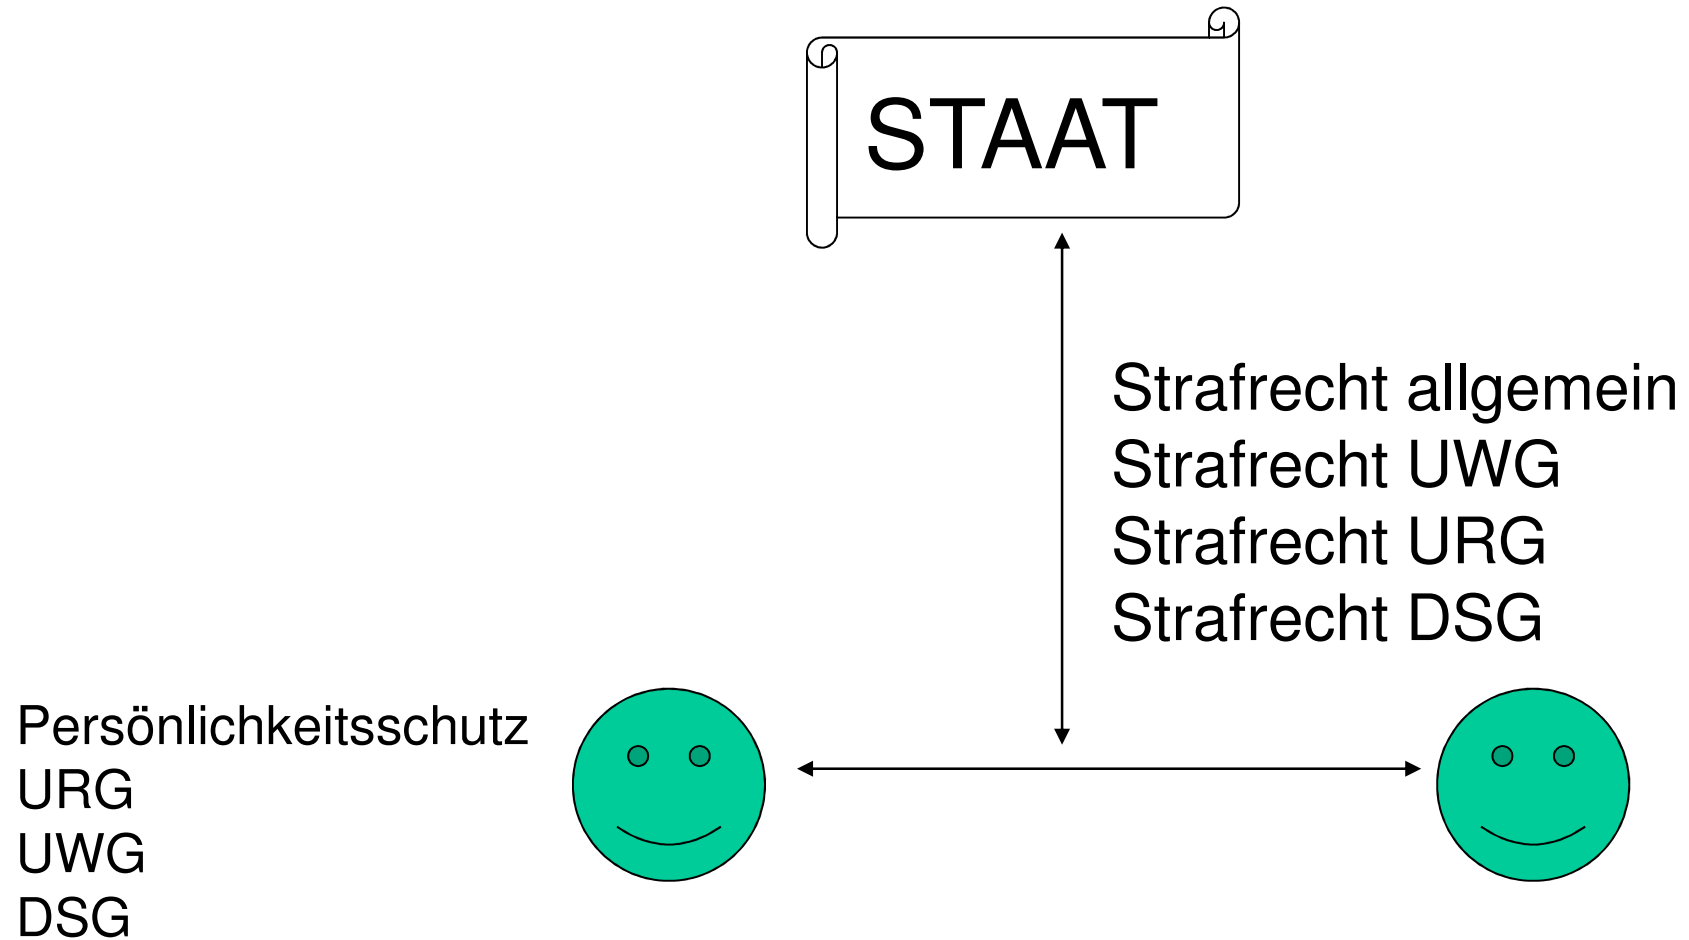 STAAT
Strafrecht allgemein
Strafrecht UWG
Strafrecht URG
Strafrecht DSG
Persönlichkeitsschutz
URG
UWG
DSG